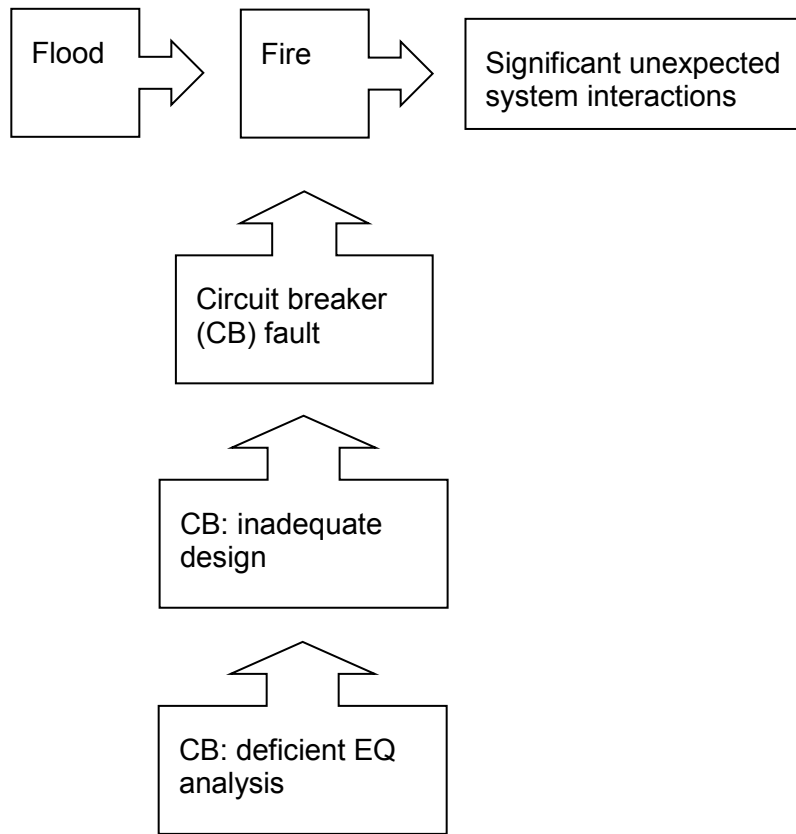 Flood
Fire
Significant unexpected
system interactions
Circuit breaker
(CB) fault
CB: inadequate
design
CB: deficient EQ
analysis